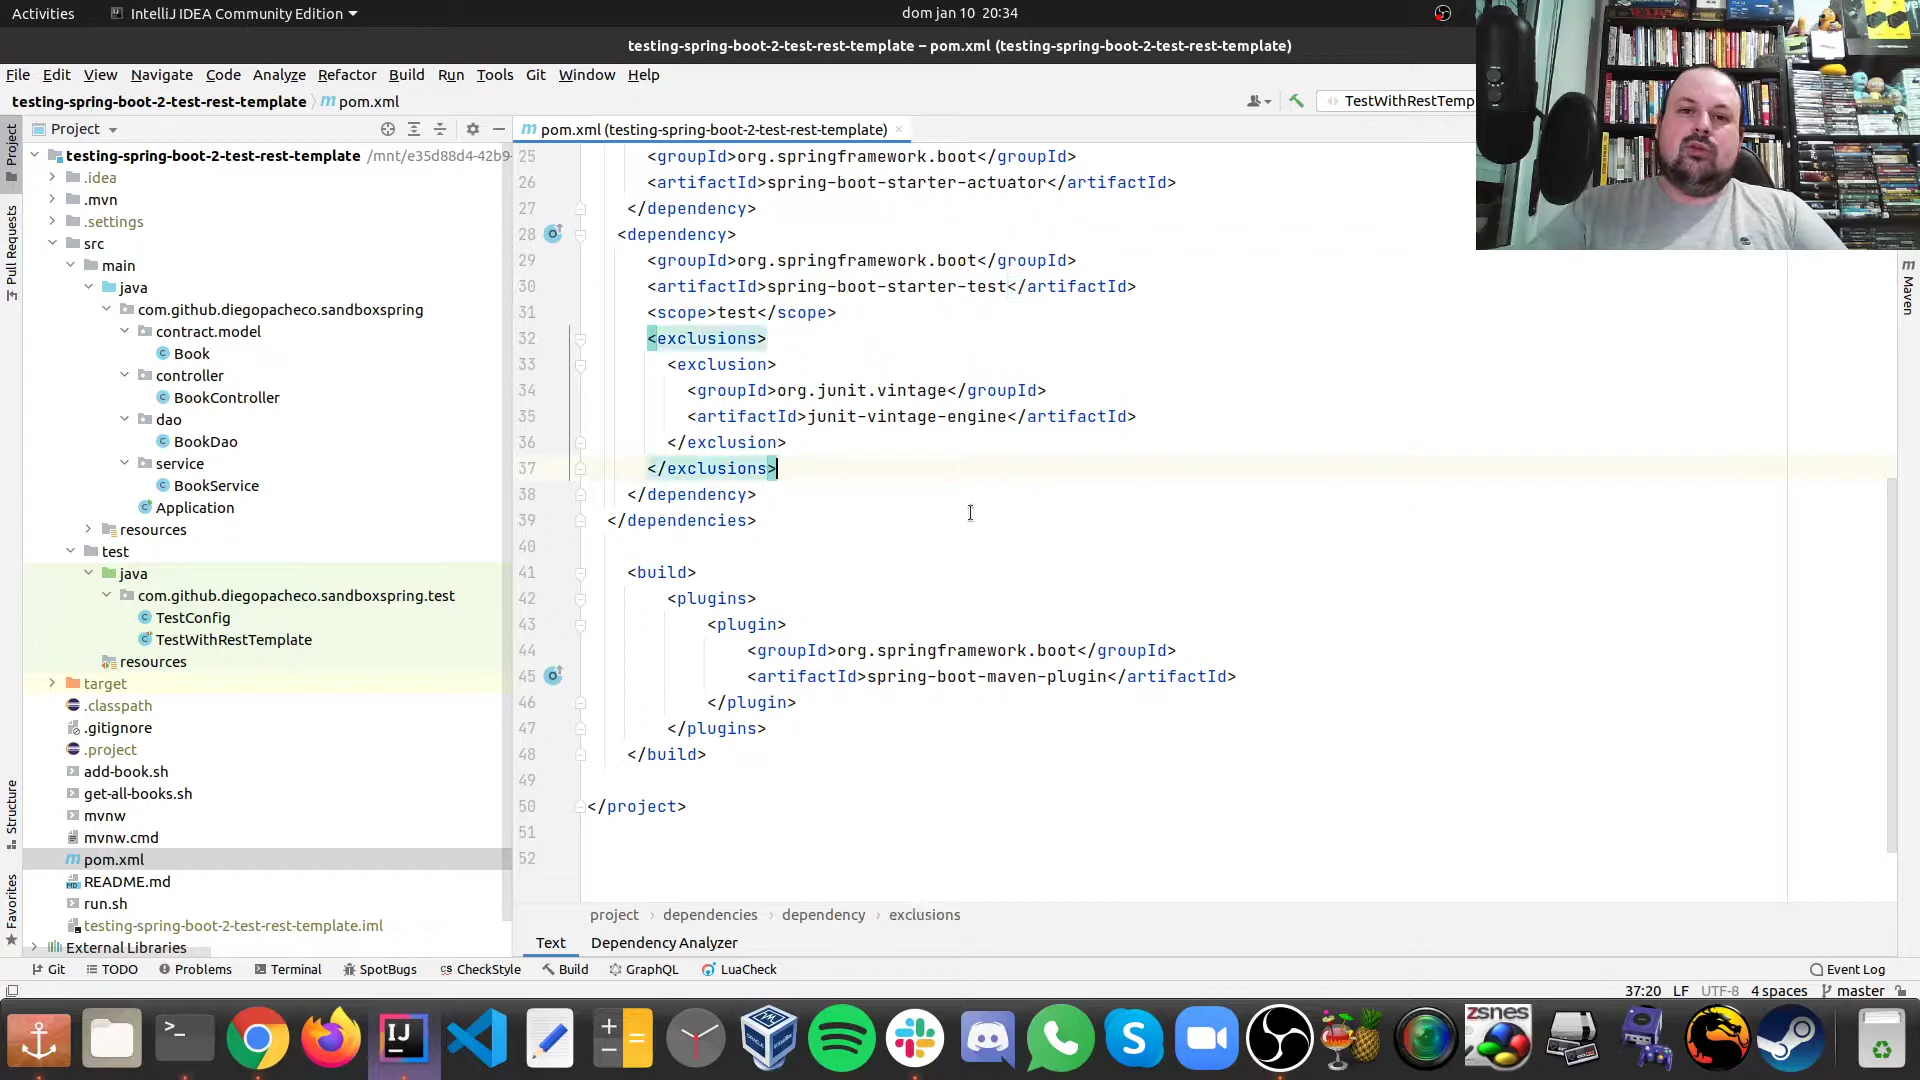 Activities
IntelliJ IDEA Community Edition
dom jan 10 20:34
testing-spring-boot-2-test-rest-template – pom.xml (testing-spring-boot-2-test-rest-template)
File Edit View Navigate Code Analyze Refactor Build Run Tools Git Window Help
testing-spring-boot-2-test-rest-template
m pom.xml
TestWithRestTemp
Project
m pom.xml (testing-spring-boot-2-test-rest-template)
Project
Pull Requests
Structure
Favorites
Maven
testing-spring-boot-2-test-rest-template /mnt/e35d88d4-42b9-
.idea
.mvn
.settings
src
main
java
com.github.diegopacheco.sandboxspring
contract.model
Book
controller
BookController
dao
BookDao
service
BookService
Application
resources
test
java
com.github.diegopacheco.sandboxspring.test
TestConfig
TestWithRestTemplate
resources
target
.classpath
.gitignore
.project
add-book.sh
get-all-books.sh
mvnw
mvnw.cmd
pom.xml
README.md
run.sh
testing-spring-boot-2-test-rest-template.iml
External Libraries
25 <groupId>org.springframework.boot</groupId>
26 <artifactId>spring-boot-starter-actuator</artifactId>
27 </dependency>
28 <dependency>
29 <groupId>org.springframework.boot</groupId>
30 <artifactId>spring-boot-starter-test</artifactId>
31 <scope>test</scope>
32 <exclusions>
33 <exclusion>
34 <groupId>org.junit.vintage</groupId>
35 <artifactId>junit-vintage-engine</artifactId>
36 </exclusion>
37 </exclusions>
38 </dependency>
39 </dependencies>
40
41 <build>
42 <plugins>
43 <plugin>
44 <groupId>org.springframework.boot</groupId>
45 <artifactId>spring-boot-maven-plugin</artifactId>
46 </plugin>
47 </plugins>
48 </build>
49
50 </project>
51
52
project › dependencies › dependency › exclusions
Text Dependency Analyzer
Git TODO Problems Terminal SpotBugs CheckStyle Build GraphQL LuaCheck Event Log
37:20 LF UTF-8 4 spaces master
IJ
zsnes